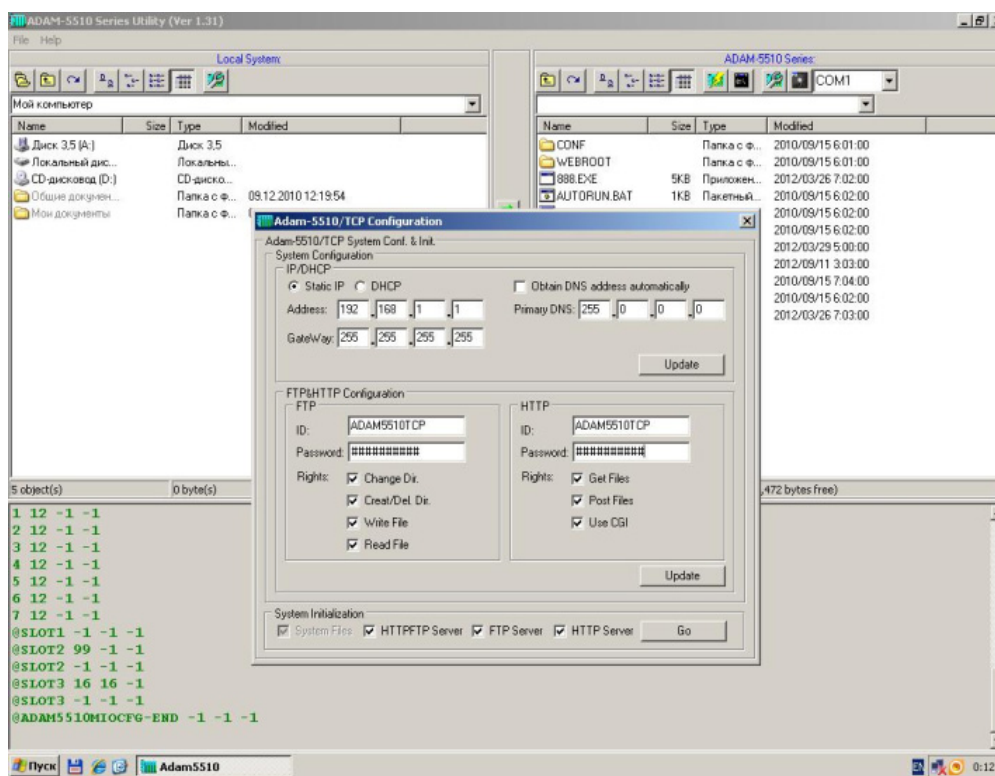 ADAM-5510 Series Utility (Ver 1.31)
File Help
Local System:
ADAM-5510 Series:
COM1
Мой компьютер
Name Size Type Modified
Диск 3,5 (A:) Диск 3,5
Локальный дис... Локальны...
CD-дисковод (D:) CD-диско...
Общие докумен... Папка с ф... 09.12.2010 12:19:54
Мои документы Папка с ф...
Name Size Type Modified
CONF Папка с ф... 2010/09/15 6:01:00
WEBROOT Папка с ф... 2010/09/15 6:01:00
888.EXE 5KB Приложен... 2012/03/26 7:02:00
AUTORUN.BAT 1KB Пакетный... 2010/09/15 6:02:00
2010/09/15 6:02:00
2010/09/15 6:02:00
2012/03/29 5:00:00
2012/09/11 3:03:00
2010/09/15 7:04:00
2010/09/15 6:02:00
2012/03/26 7:03:00
Adam-5510/TCP Configuration
Adam-5510/TCP System Conf. & Init.
System Configuration
IP/DHCP
Static IP DHCP Obtain DNS address automatically
Address: 192 .168 .1 .1 Primary DNS: 255 .0 .0 .0
GateWay: 255 .255 .255 .255
Update
FTP&HTTP Configuration
FTP
ID: ADAM5510TCP
Password: ##########
Rights: Change Dir.
Creat/Del. Dir.
Write File
Read File
HTTP
ID: ADAM5510TCP
Password: ##########
Rights: Get Files
Post Files
Use CGI
Update
System Initialization
System Files HTTPFTP Server FTP Server HTTP Server Go
5 object(s) 0 byte(s) ,472 bytes free)
1 12 -1 -1
2 12 -1 -1
3 12 -1 -1
4 12 -1 -1
5 12 -1 -1
6 12 -1 -1
7 12 -1 -1
@SLOT1 -1 -1 -1
@SLOT2 99 -1 -1
@SLOT2 -1 -1 -1
@SLOT3 16 16 -1
@SLOT3 -1 -1 -1
@ADAM5510MIOCFG-END -1 -1 -1
Пуск Adam5510 EN 0:12